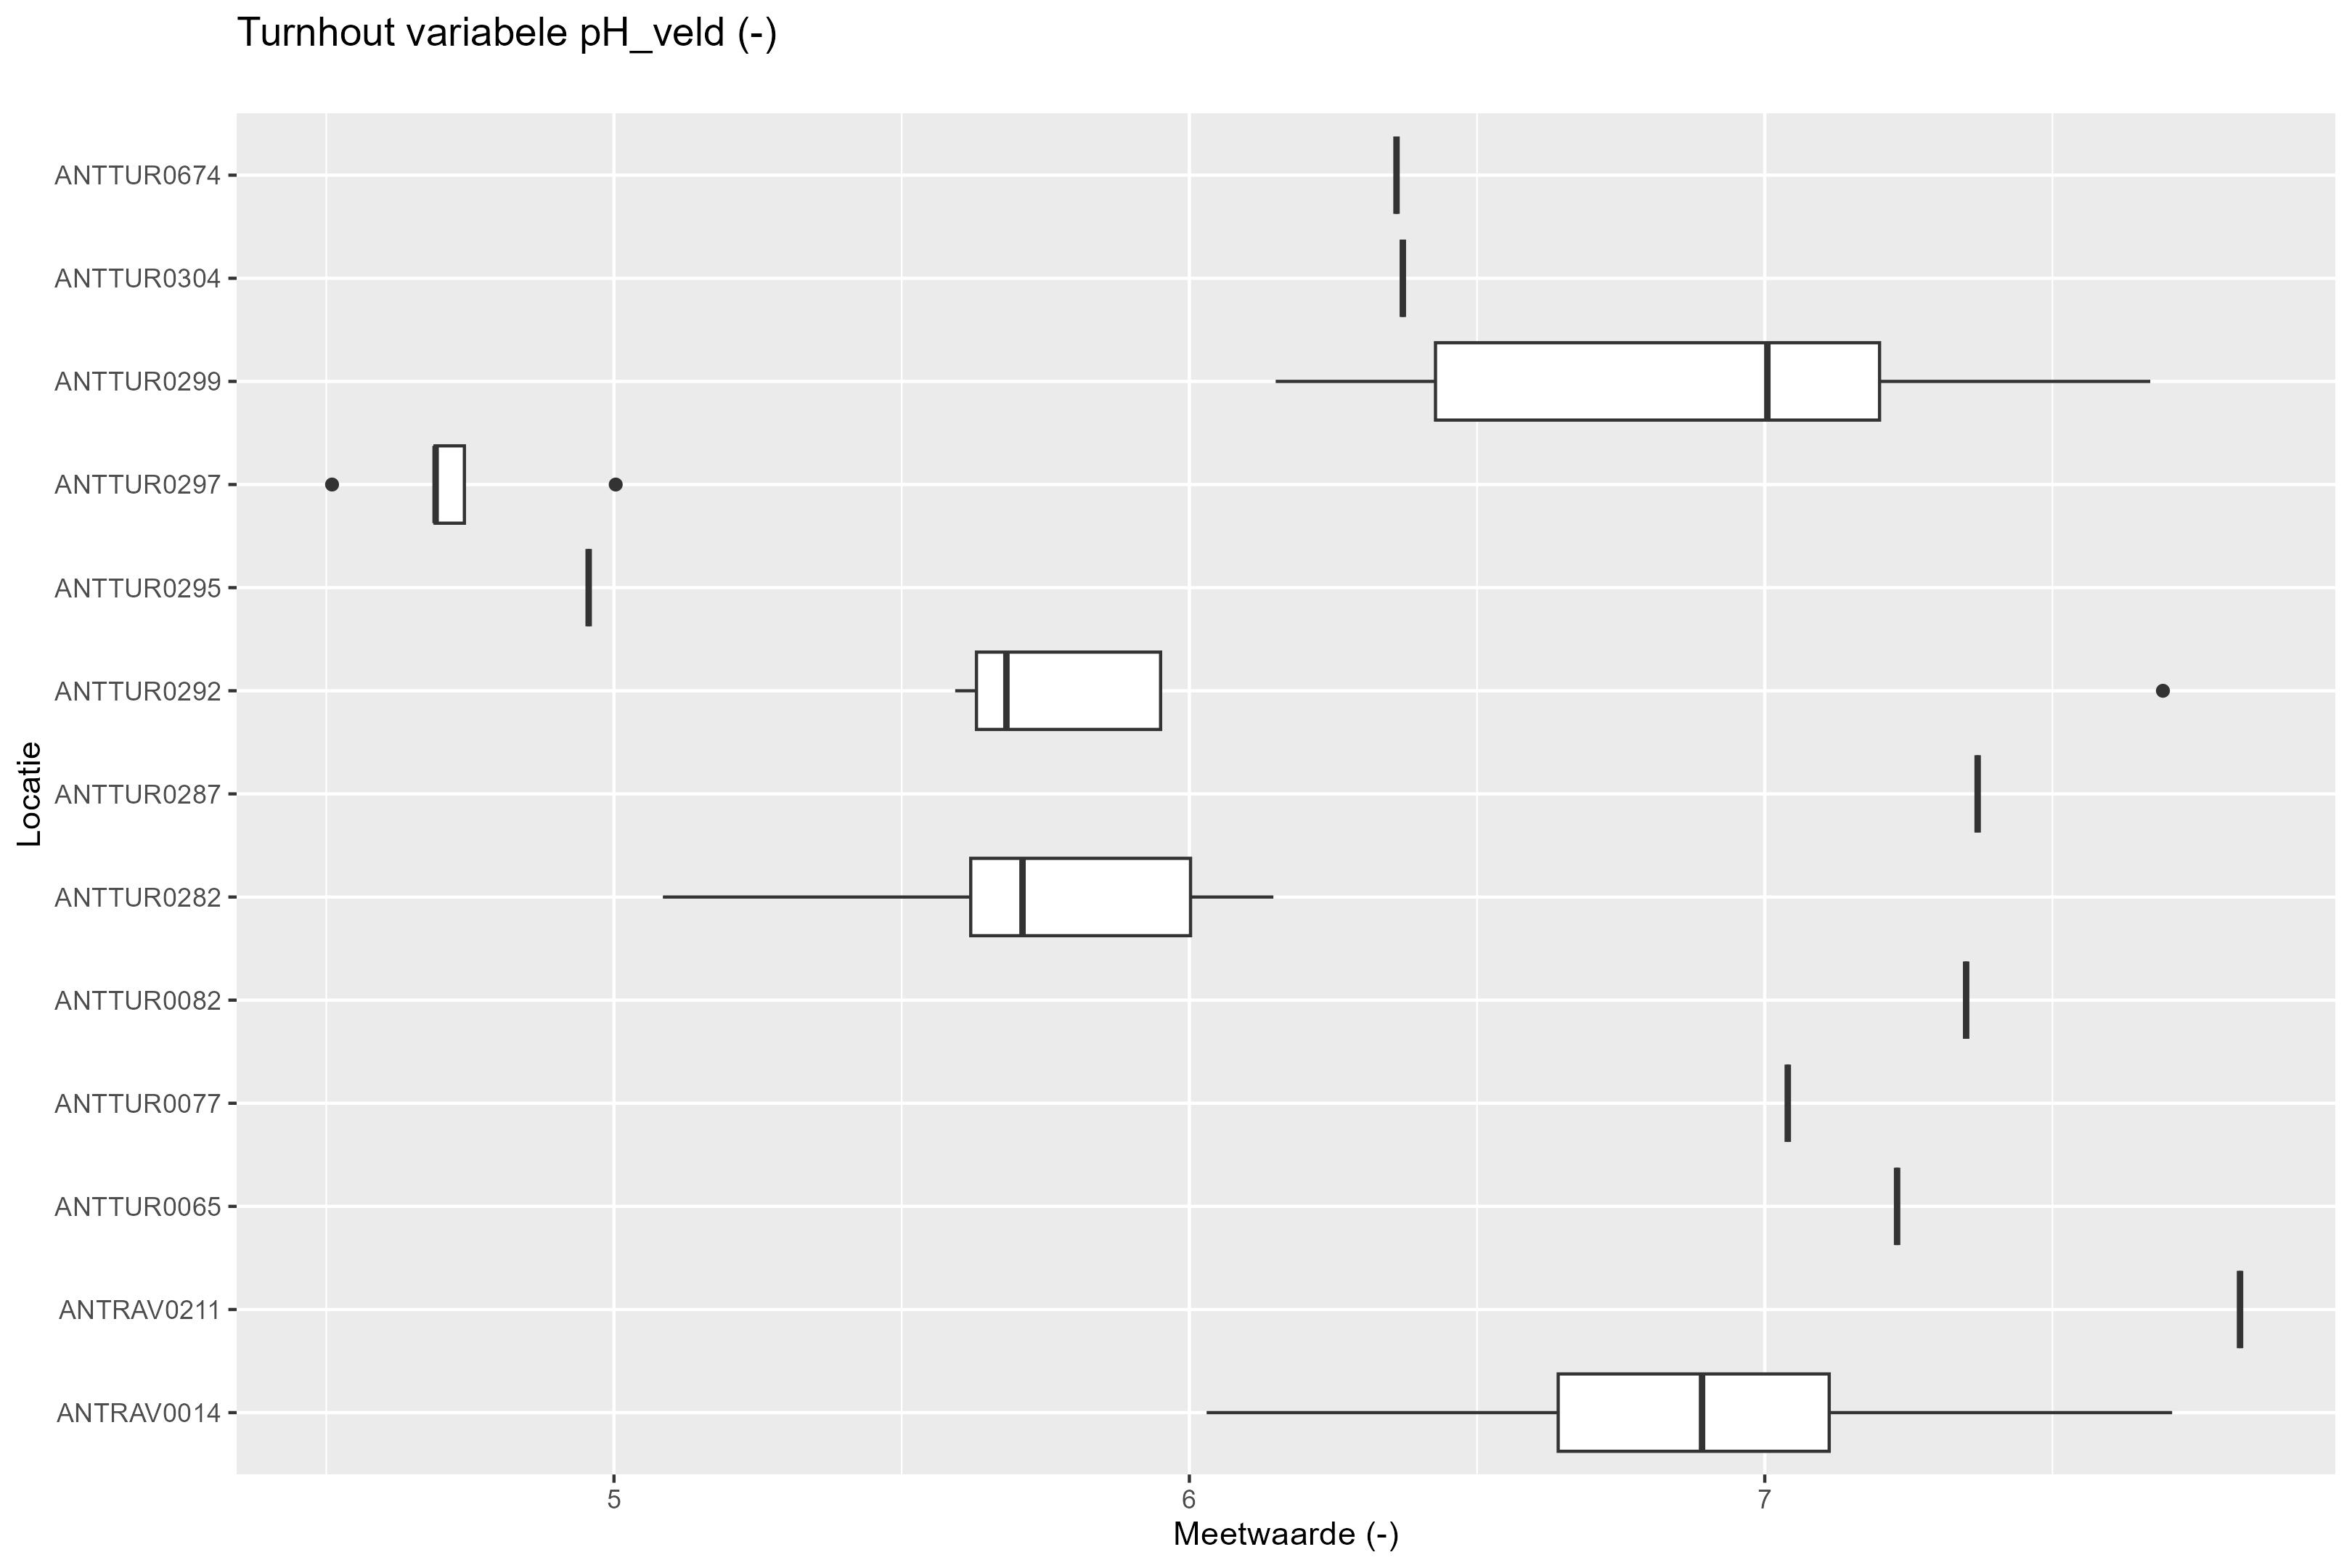 Turnhout variabele pH_veld (-)
ANTTUR0674
ANTTUR0304
ANTTUR0299
ANTTUR0297
ANTTUR0295
ANTTUR0292
ANTTUR0287
ANTTUR0282
ANTTUR0082
ANTTUR0077
ANTTUR0065
ANTRAV0211
ANTRAV0014
Locatie
5 6 7
Meetwaarde (-)